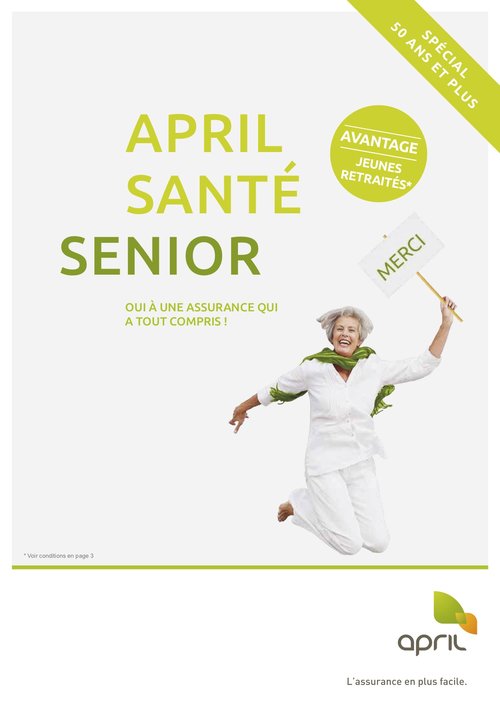 SPÉCIAL
50 ANS ET PLUS
APRIL
SANTÉ
SENIOR
AVANTAGE
JEUNES
RETRAITÉS*
MERCI
OUI À UNE ASSURANCE QUI
A TOUT COMPRIS !
* Voir conditions en page 3
april
L'assurance en plus facile.